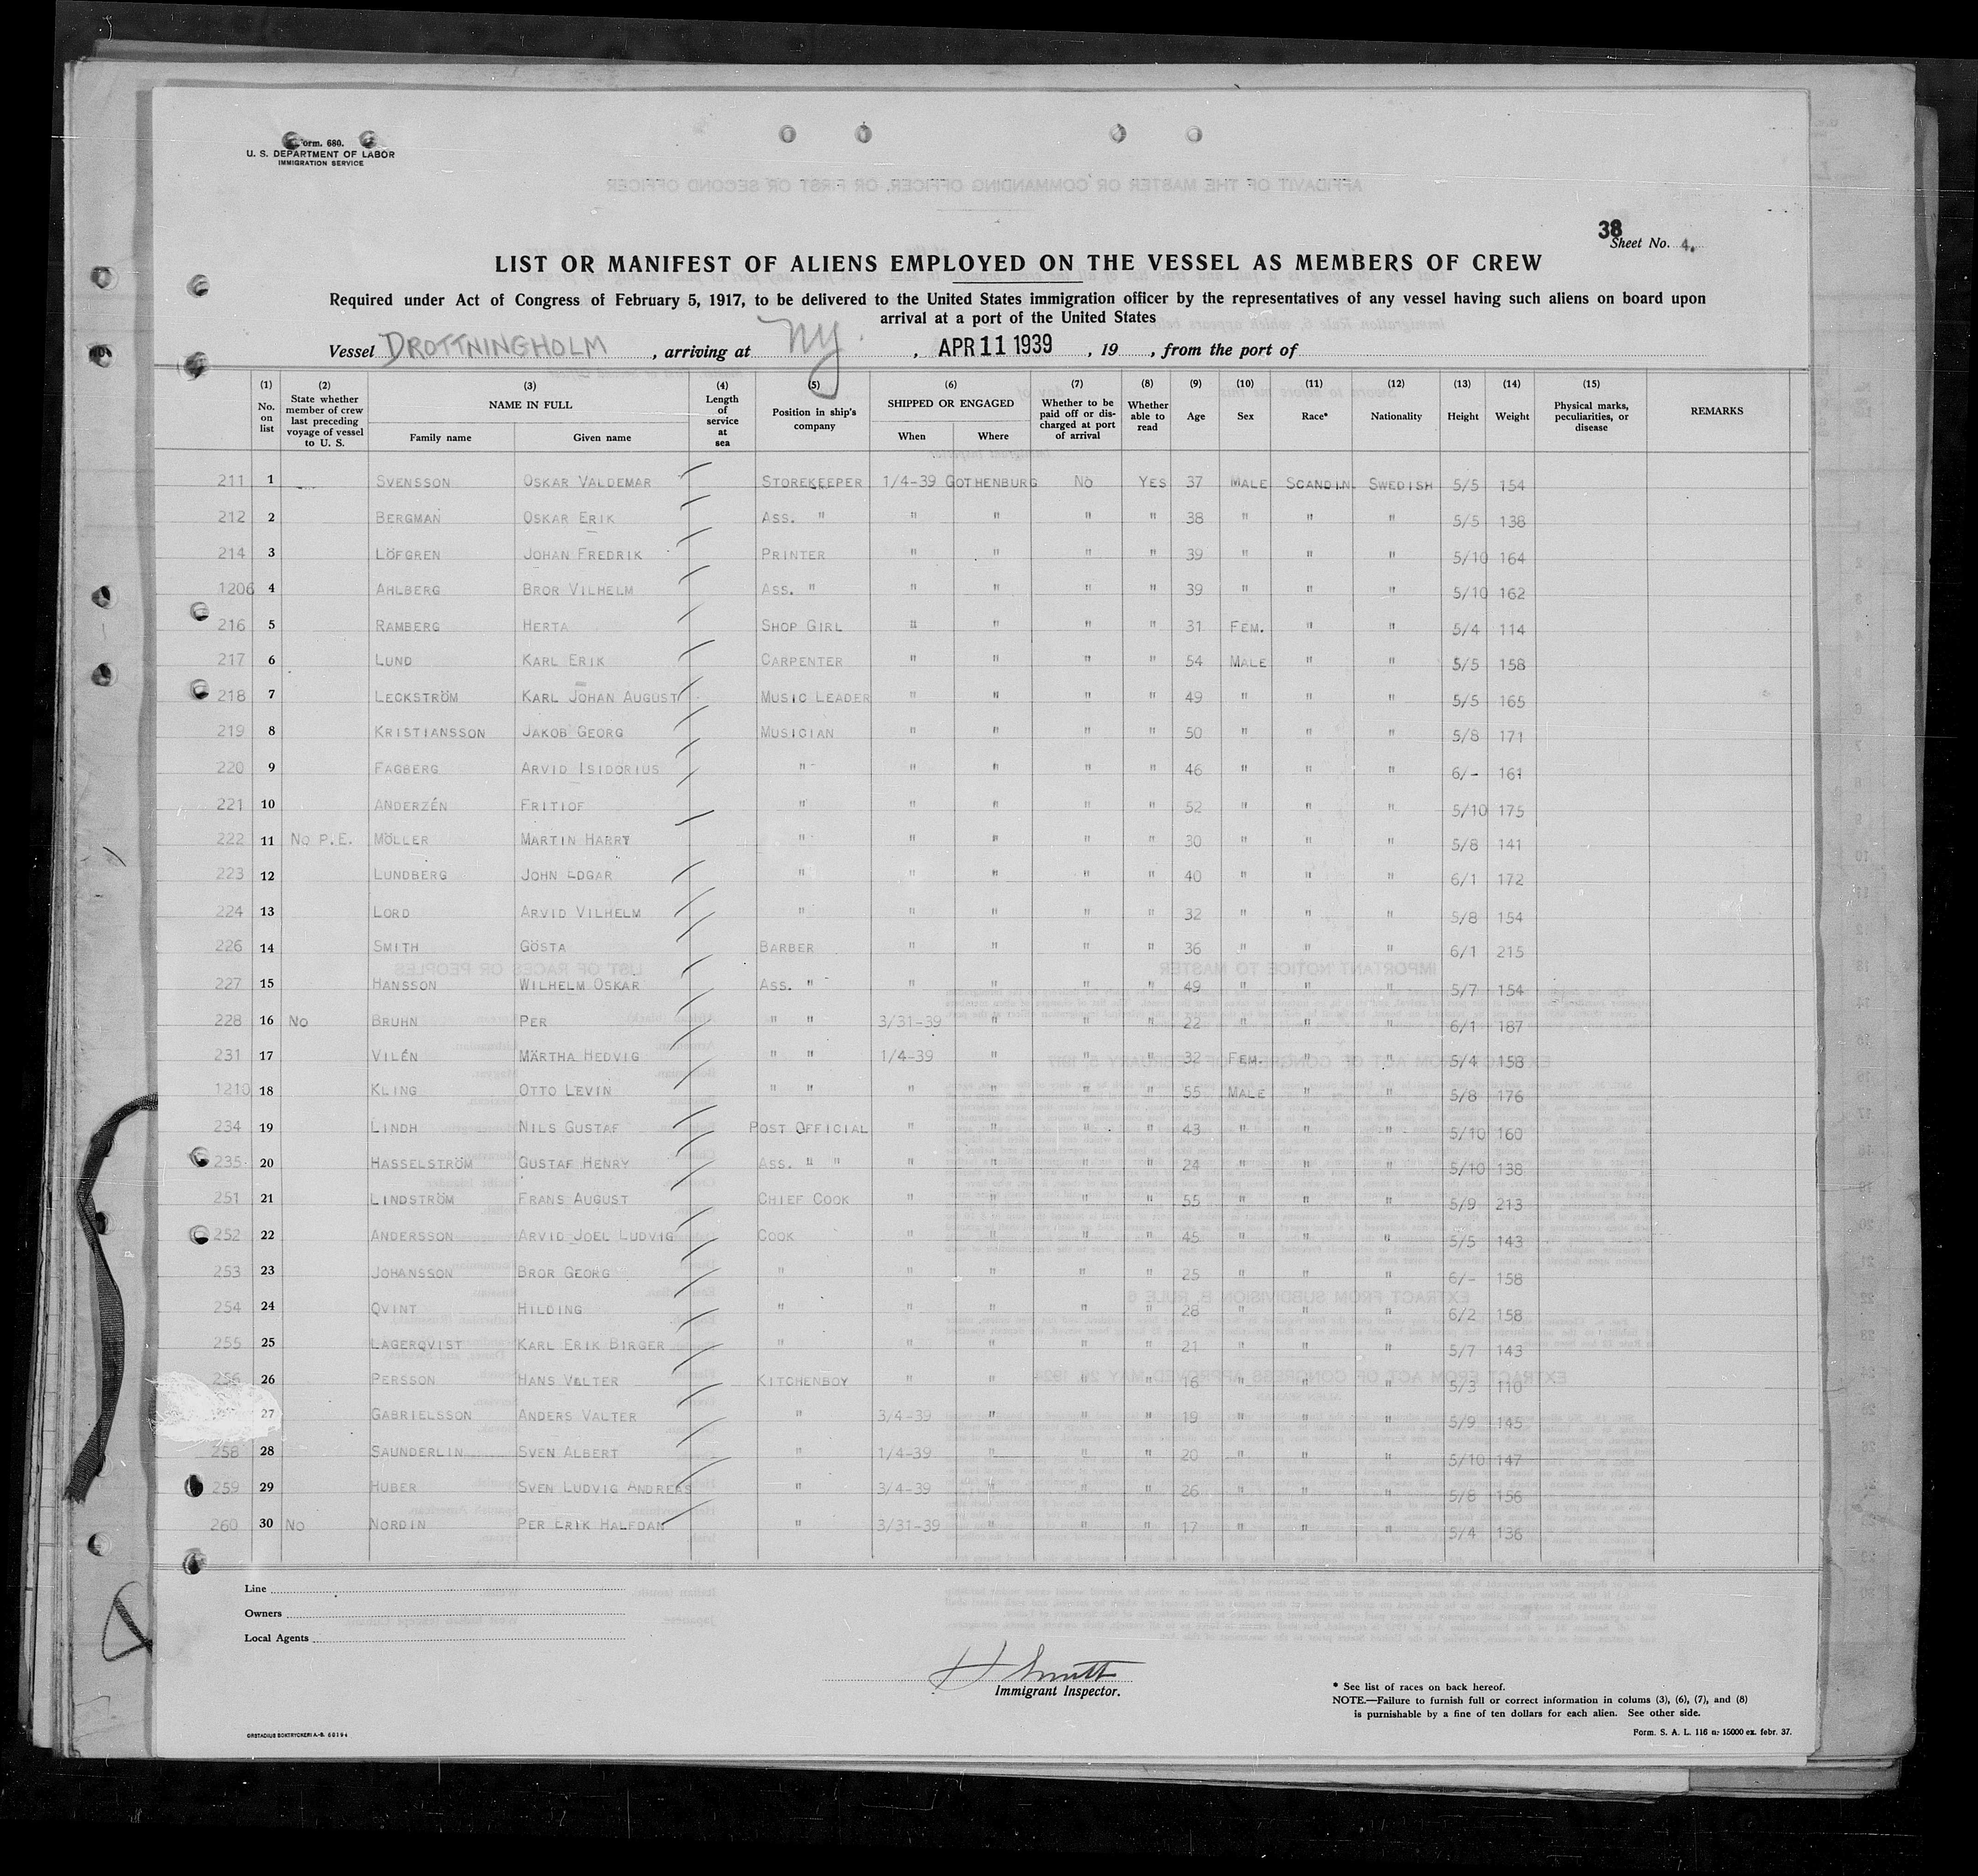 Form. 680.
U. S. DEPARTMENT OF LABOR
IMMIGRATION SERVICE
38
Sheet No. 4.
LIST OR MANIFEST OF ALIENS EMPLOYED ON THE VESSEL AS MEMBERS OF CREW
Required under Act of Congress of February 5, 1917, to be delivered to the United States immigration officer by the representatives of any vessel having such aliens on board upon
arrival at a port of the United States
Vessel DROTTNINGHOLM, arriving at NY, APR 11 1939, 19, from the port of
(1) No. on list (2) State whether member of crew last preceding voyage of vessel to U. S. (3) NAME IN FULL Family name Given name (4) Length of service at sea (5) Position in ship's company (6) SHIPPED OR ENGAGED When Where (7) Whether to be paid off or discharged at port of arrival (8) Whether able to read (9) Age (10) Sex (11) Race* (12) Nationality (13) Height (14) Weight (15) Physical marks, peculiarities, or disease REMARKS
211 1 SVENSSON OSKAR VALDEMAR STOREKEEPER 1/4-39 GOTHENBURG NO YES 37 MALE SCANDIN. SWEDISH 5/5 154
212 2 BERGMAN OSKAR ERIK ASS. " " " " " 38 " " " 5/5 138
214 3 LÖFGREN JOHAN FREDRIK PRINTER " " " " 39 " " " 5/10 164
1206 4 AHLBERG BROR VILHELM ASS. " " " " " 39 " " " 5/10 162
216 5 RAMBERG HERTA SHOP GIRL " " " " 31 FEM. " " 5/4 114
217 6 LUND KARL ERIK CARPENTER " " " " 54 MALE " " 5/5 158
218 7 LECKSTRÖM KARL JOHAN AUGUST MUSIC LEADER " " " " 49 " " " 5/5 165
219 8 KRISTIANSSON JAKOB GEORG MUSICIAN " " " " 50 " " " 5/8 171
220 9 FAGBERG ARVID ISIDORIUS " " " " " 46 " " " 6/- 161
221 10 ANDERZÉN FRITIOF " " " " " 52 " " " 5/10 175
222 11 NO P.E. MÖLLER MARTIN HARRY " " " " " 30 " " " 5/8 141
223 12 LUNDBERG JOHN EDGAR " " " " " 40 " " " 6/1 172
224 13 LORD ARVID VILHELM " " " " " 32 " " " 5/8 154
226 14 SMITH GÖSTA BARBER " " " " 36 " " " 6/1 215
227 15 HANSSON WILHELM OSKAR ASS. " " " " " 49 " " " 5/7 154
228 16 NO BRUHN PER " " 3/31-39 " " " 22 " " " 6/1 187
231 17 VILÉN MÄRTHA HEDVIG " " 1/4-39 " " " 32 FEM. " " 5/4 158
1210 18 KLING OTTO LEVIN " " " " " " 55 MALE " " 5/8 176
234 19 LINDH NILS GUSTAF POST OFFICIAL " " " " 43 " " " 5/10 160
235 20 HASSELSTRÖM GUSTAF HENRY ASS. " " " " " " 24 " " " 5/10 138
251 21 LINDSTRÖM FRANS AUGUST CHIEF COOK " " " " 55 " " " 5/9 213
252 22 ANDERSSON ARVID JOEL LUDVIG COOK " " " " 45 " " " 5/5 143
253 23 JOHANSSON BROR GEORG " " " " " 25 " " " 6/- 158
254 24 QVINT HILDING " " " " " 28 " " " 6/2 158
255 25 LAGERQVIST KARL ERIK BIRGER " " " " " 21 " " " 5/7 143
256 26 PERSSON HANS VALTER KITCHENBOY " " " " 16 " " " 5/3 110
27 GABRIELSSON ANDERS VALTER " 3/4-39 " " " 19 " " " 5/9 145
258 28 SAUNDERLIN SVEN ALBERT " 1/4-39 " " " 20 " " " 5/10 147
259 29 HUBER SVEN LUDVIG ANDREAS " 3/4-39 " " " 26 " " " 5/8 156
260 30 NO NORDIN PER ERIK HALFDAN " 3/31-39 " " " 17 " " " 5/4 136
Line
Owners
Local Agents
H Smith
Immigrant Inspector.
* See list of races on back hereof.
NOTE.—Failure to furnish full or correct information in colums (3), (6), (7), and (8)
is punishable by a fine of ten dollars for each alien. See other side.
ORSTADIUS BOKTRYCKERI A.-B. 60194
Form. S. A. L. 116 n:r 15000 ex. febr. 37.